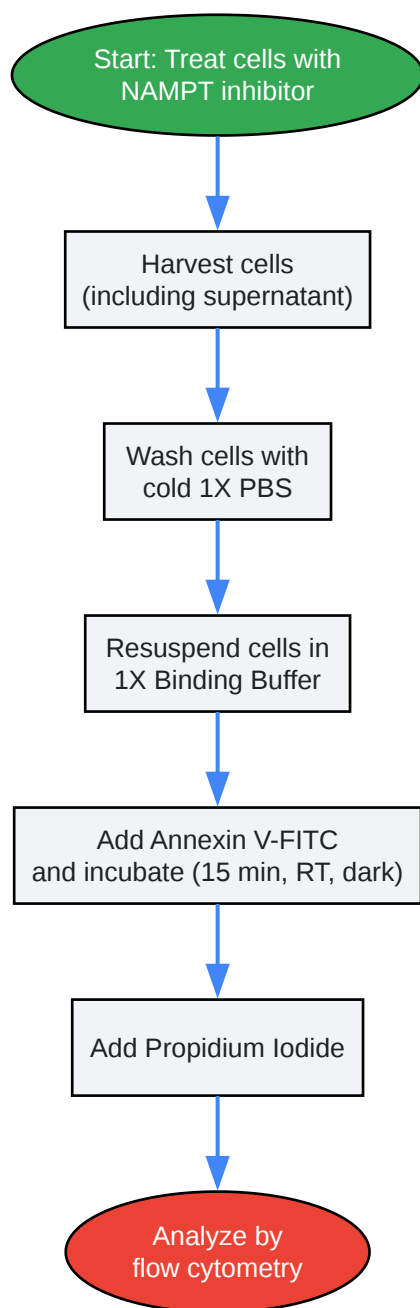 Start: Treat cells with
NAMPT inhibitor
Harvest cells
(including supernatant)
Wash cells with
cold 1X PBS
Resuspend cells in
1X Binding Buffer
Add Annexin V-FITC
and incubate (15 min, RT, dark)
Add Propidium Iodide
Analyze by
flow cytometry